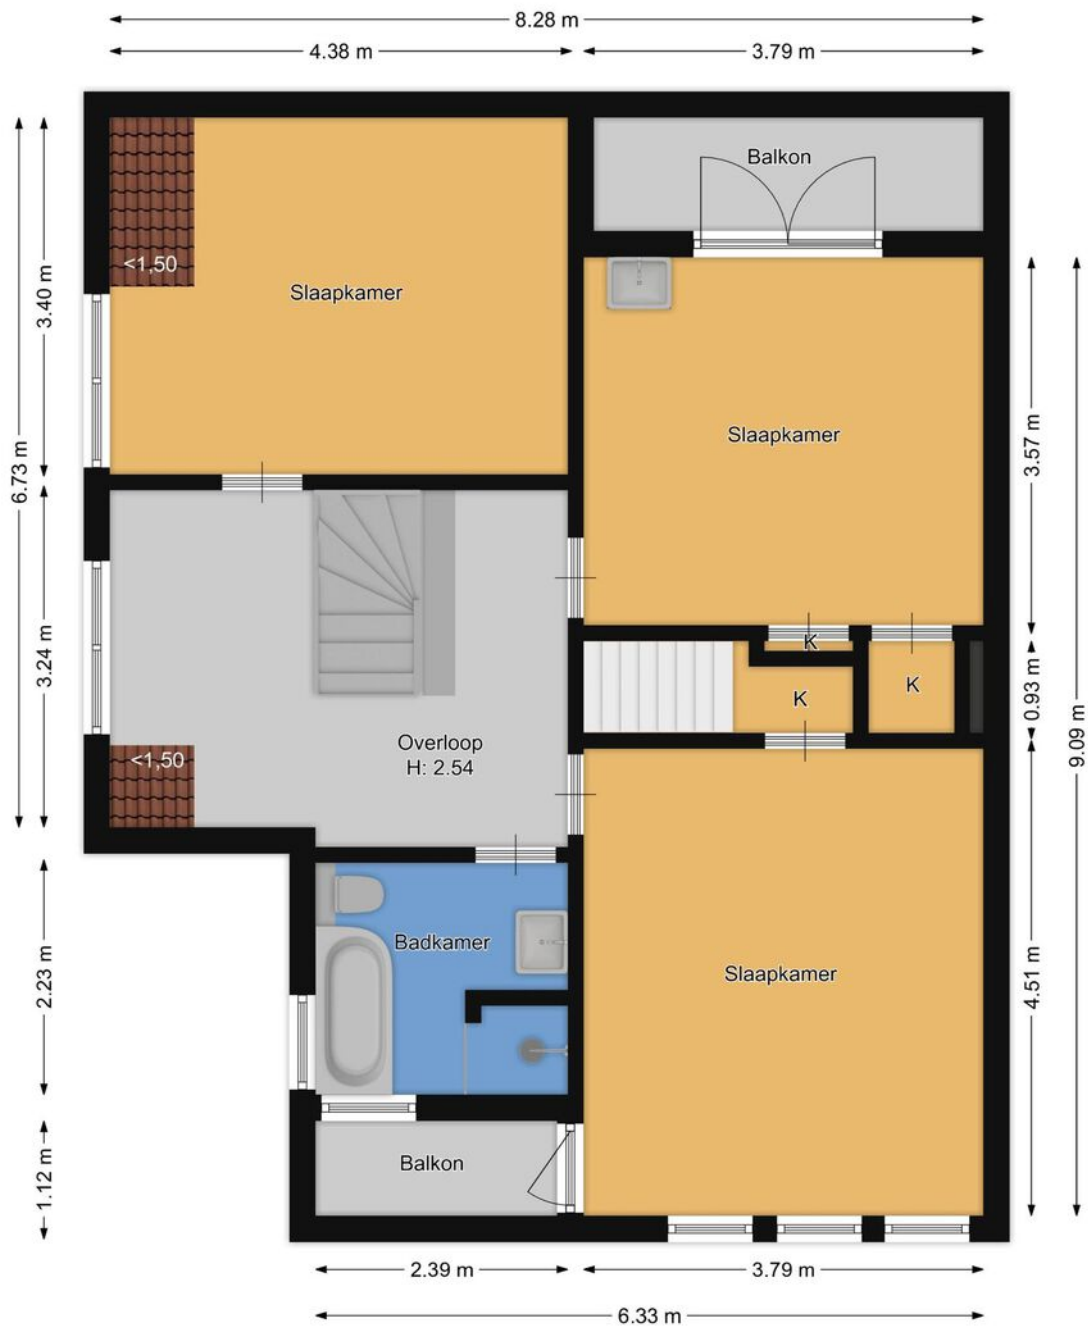 8.28 m
4.38 m
3.79 m
Balkon
<1,50
Slaapkamer
3.40 m
6.73 m
Slaapkamer
3.57 m
3.24 m
K
K
K
0.93 m
9.09 m
Overloop
H: 2.54
<1,50
Badkamer
2.23 m
Slaapkamer
4.51 m
Balkon
1.12 m
2.39 m
3.79 m
6.33 m